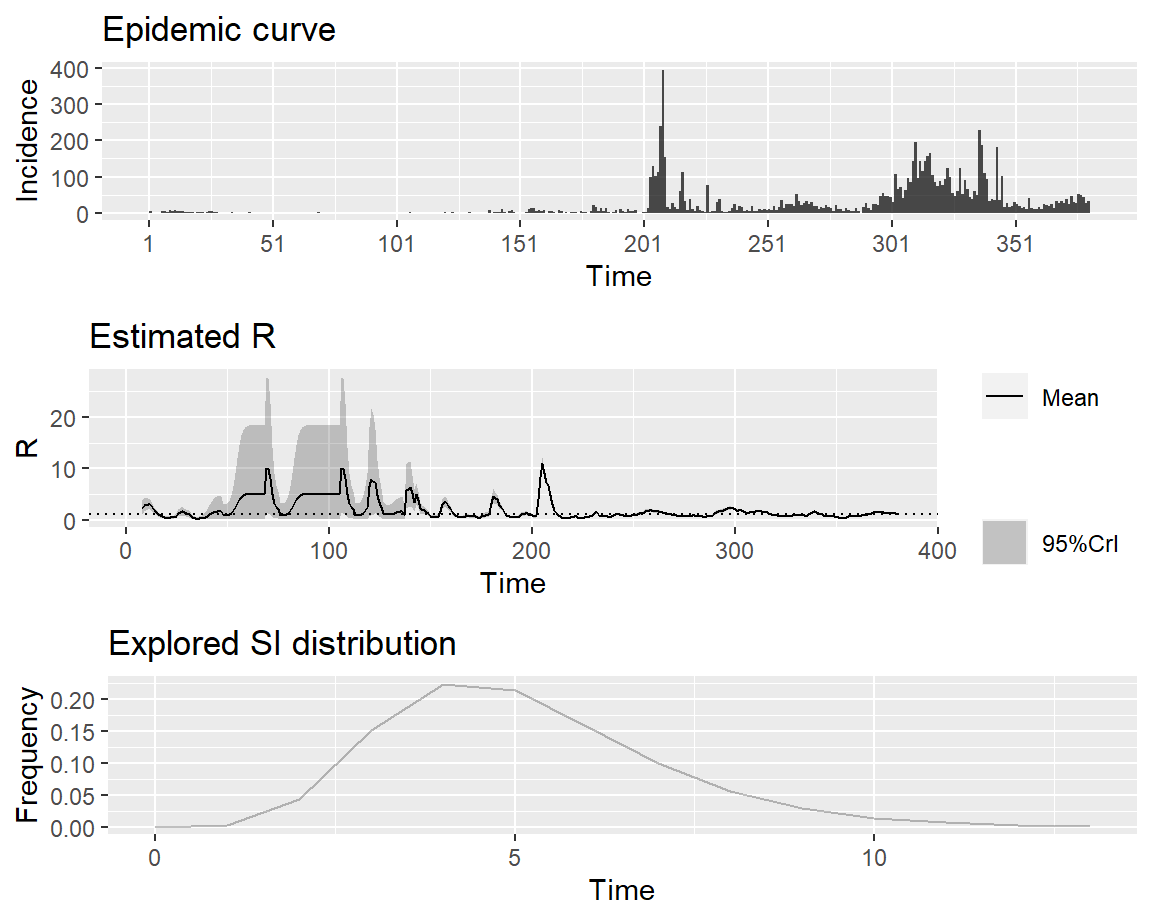 Epidemic curve
Incidence
400
300
200
100
0
1 51 101 151 201 251 301 351
Time
Estimated R
R
20
10
0
0 100 200 300 400
Time
Mean
95%CrI
Explored SI distribution
Frequency
0.20
0.15
0.10
0.05
0.00
0 5 10
Time